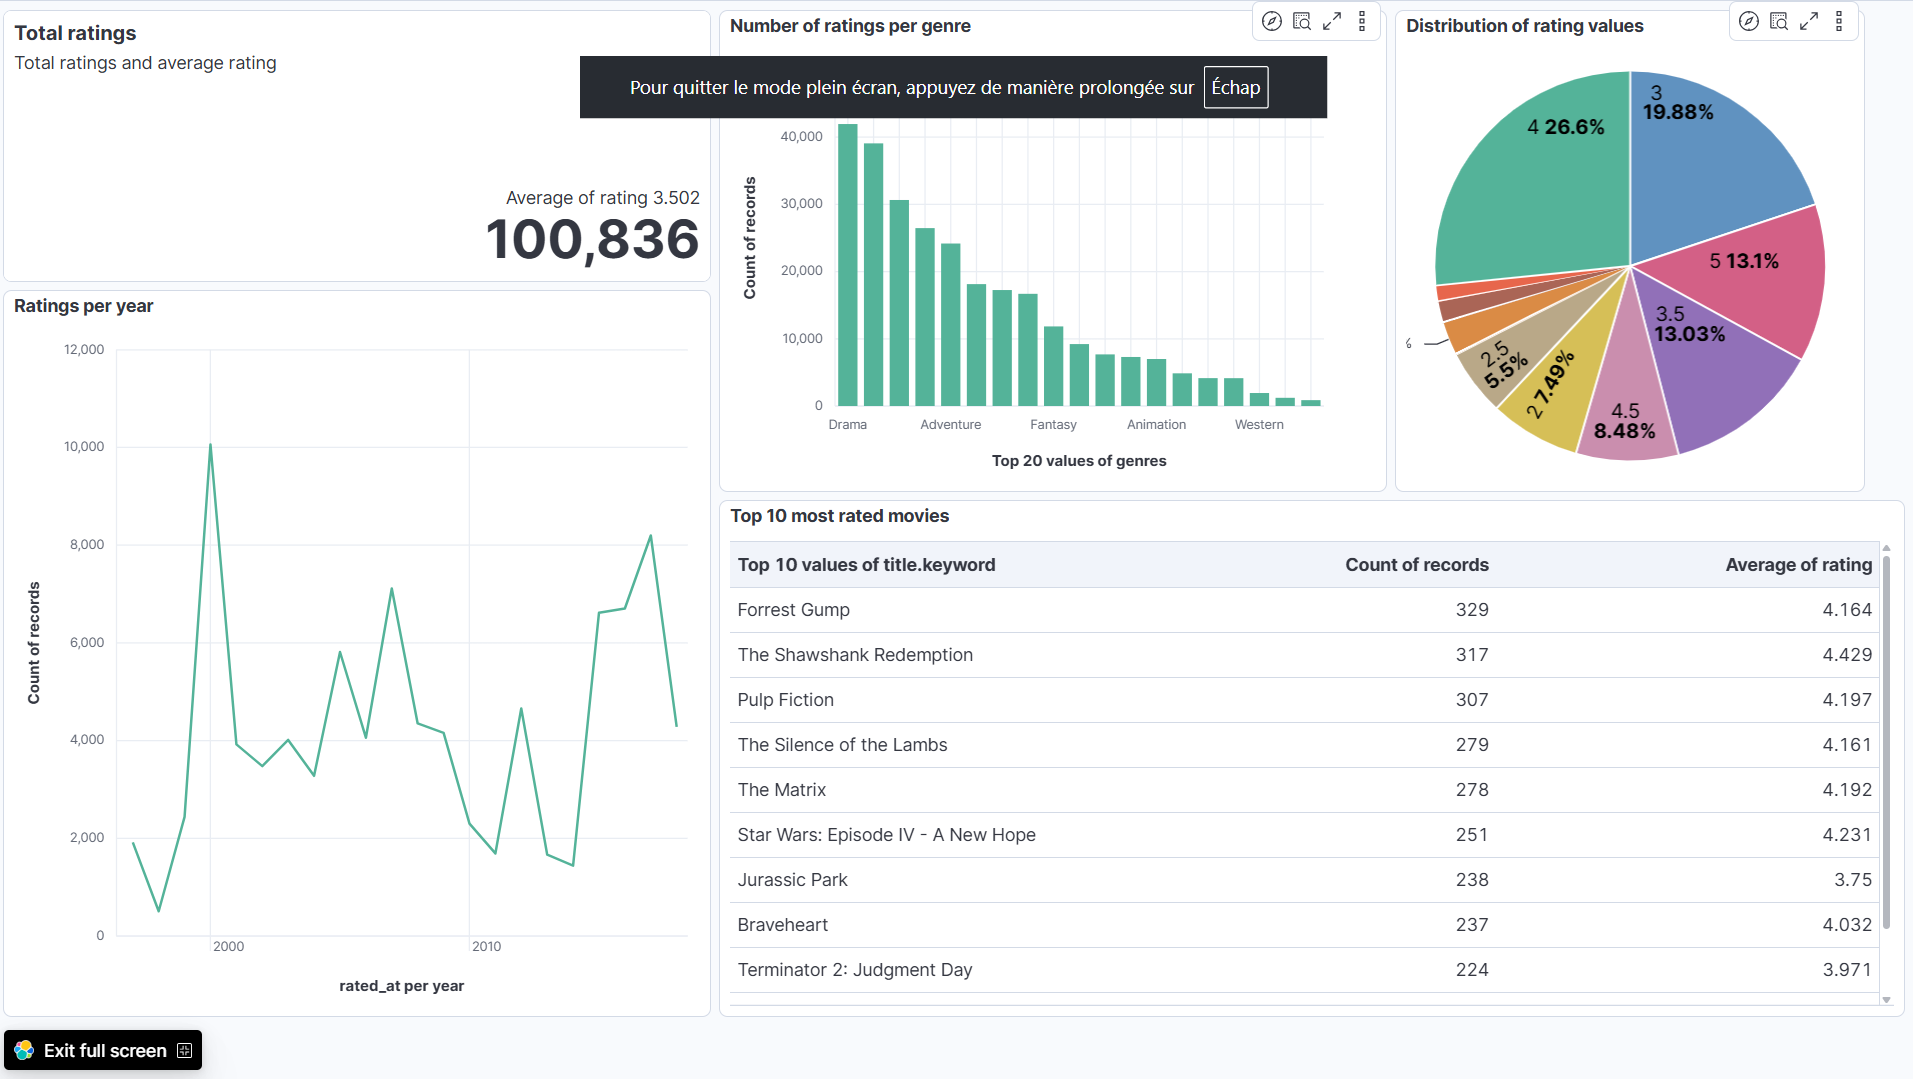 Total ratings
Total ratings and average rating
Average of rating 3.502
100,836
Number of ratings per genre
Pour quitter le mode plein écran, appuyez de manière prolongée sur Échap
40,000
30,000
20,000
10,000
0
Count of records
Drama Adventure Fantasy Animation Western
Top 20 values of genres
Distribution of rating values
3
19.88%
4 26.6%
5 13.1%
3.5
13.03%
4.5
8.48%
2 7.49%
2.5
5.5%
%
Ratings per year
12,000
10,000
8,000
6,000
4,000
2,000
0
Count of records
2000 2010
rated_at per year
Top 10 most rated movies
Top 10 values of title.keyword Count of records Average of rating
Forrest Gump 329 4.164
The Shawshank Redemption 317 4.429
Pulp Fiction 307 4.197
The Silence of the Lambs 279 4.161
The Matrix 278 4.192
Star Wars: Episode IV - A New Hope 251 4.231
Jurassic Park 238 3.75
Braveheart 237 4.032
Terminator 2: Judgment Day 224 3.971
Exit full screen